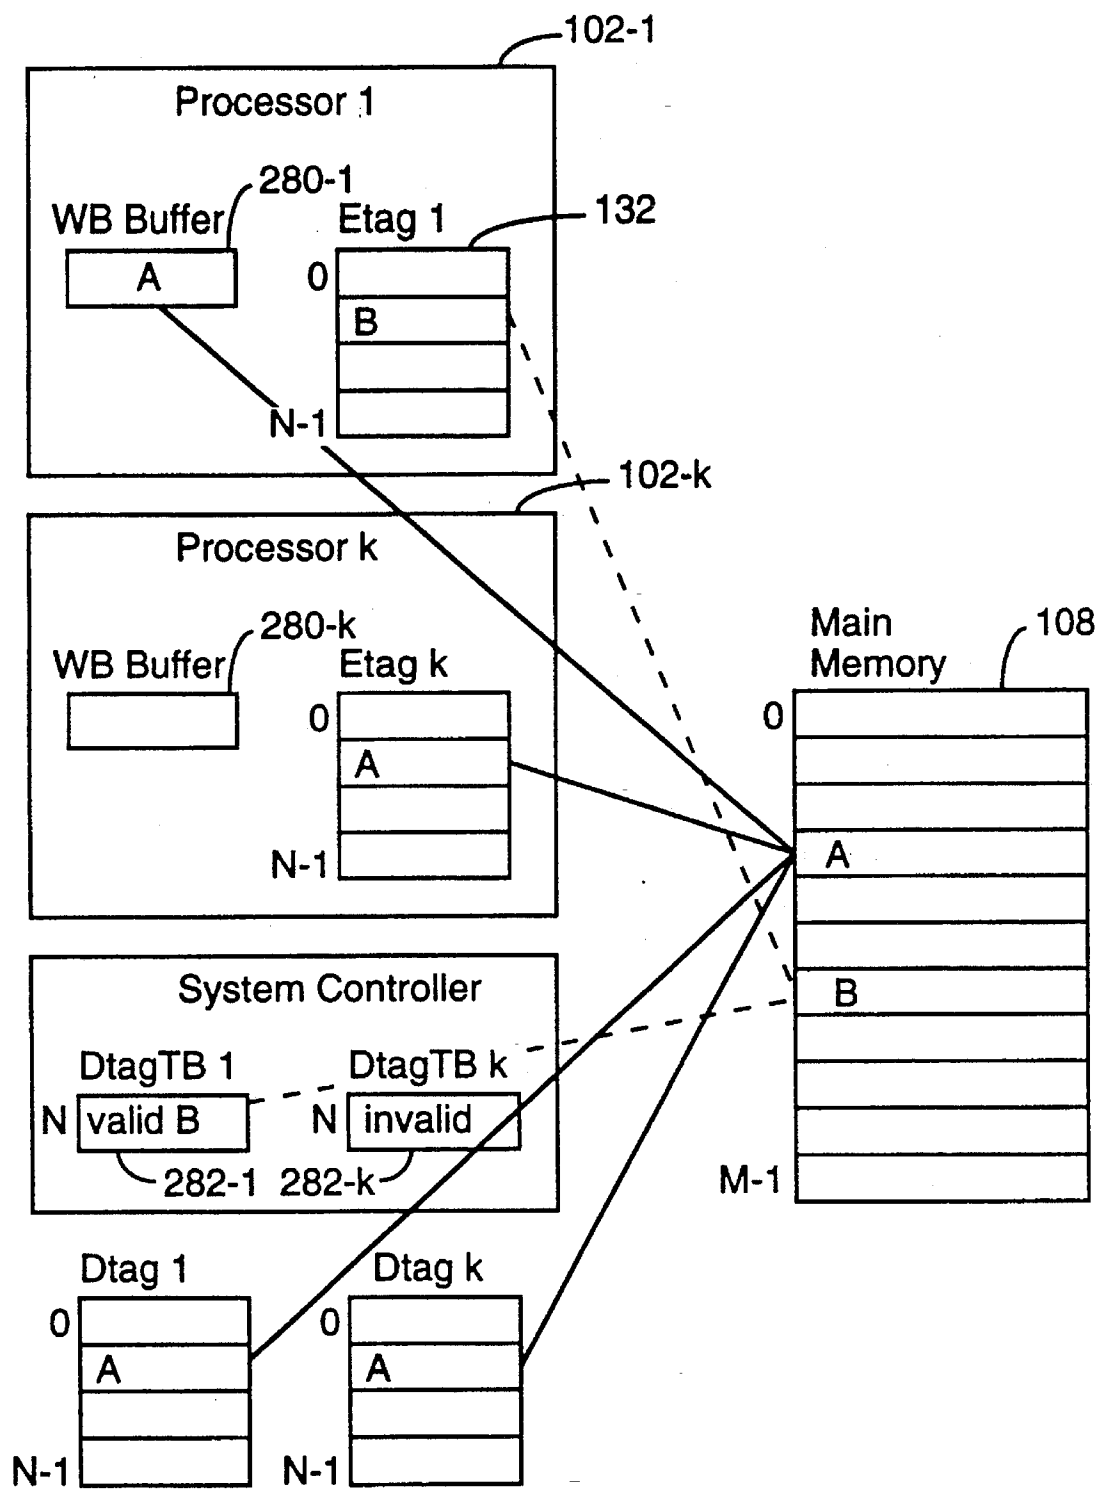 102-1
Processor 1
280-1
WB Buffer
Etag 1
132
A
0
B
N-1
102-k
Processor k
280-k
WB Buffer
Etag k
0
A
N-1
Main
Memory
108
0
A
B
M-1
System Controller
DtagTB 1
DtagTB k
N valid B
N invalid
282-1
282-k
Dtag 1
Dtag k
0
0
A
A
N-1
N-1